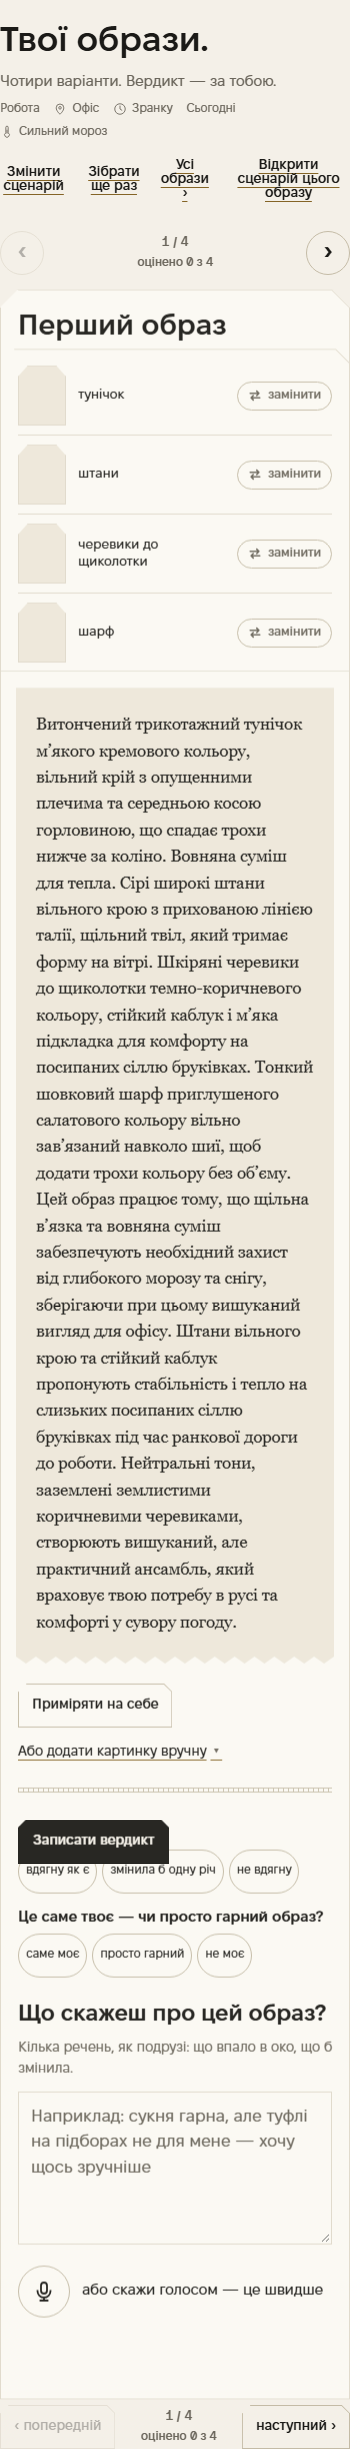 Твої образи.
Чотири варіанти. Вердикт — за тобою.
Робота Офіс Зранку Сьогодні
Сильний мороз
Змінити сценарій
Зібрати ще раз
Усі образи ›
Відкрити сценарій цього образу
‹
1 / 4
оцінено 0 з 4
›
Перший образ
тунічок
замінити
штани
замінити
черевики до
щиколотки
замінити
шарф
замінити
Витончений трикотажний тунічок
м’якого кремового кольору,
вільний крій з опущенними
плечима та середньою косою
горловиною, що спадає трохи
нижче за коліно. Вовняна суміш
для тепла. Сірі широкі штани
вільного крою з прихованою лінією
талії, щільний твіл, який тримає
форму на вітрі. Шкіряні черевики
до щиколотки темно-коричневого
кольору, стійкий каблук і м’яка
підкладка для комфорту на
посипаних сіллю бруківках. Тонкий
шовковий шарф приглушеного
салатового кольору вільно
зав’язаний навколо шиї, щоб
додати трохи кольору без об’єму.
Цей образ працює тому, що щільна
в’язка та вовняна суміш
забезпечують необхідний захист
від глибокого морозу та снігу,
зберігаючи при цьому вишуканий
вигляд для офісу. Штани вільного
крою та стійкий каблук
пропонують стабільність і тепло на
слизьких посипаних сіллю
бруківках під час ранкової дороги
до роботи. Нейтральні тони,
заземлені землистими
коричневими черевиками,
створюють вишуканий, але
практичний ансамбль, який
враховує твою потребу в русі та
комфорті у сувору погоду.
Приміряти на себе
Або додати картинку вручну ▾
Записати вердикт
вдягну як є змінила б одну річ не вдягну
Це саме твоє — чи просто гарний образ?
саме моє просто гарний не моє
Що скажеш про цей образ?
Кілька речень, як подрузі: що впало в око, що б
змінила.
Наприклад: сукня гарна, але туфлі
на підборах не для мене — хочу
щось зручніше
або скажи голосом — це швидше
‹ попередній
1 / 4
оцінено 0 з 4
наступний ›